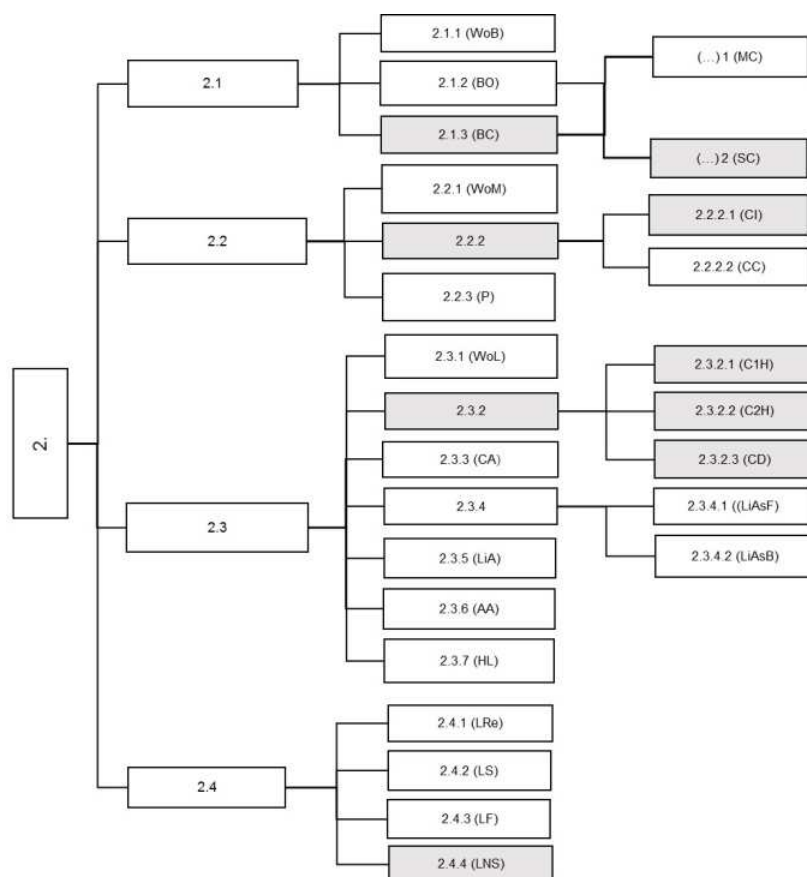 2.
2.1
2.1.1 (WoB)
2.1.2 (BO)
2.1.3 (BC)
(...) 1 (MC)
(...) 2 (SC)
2.2
2.2.1 (WoM)
2.2.2
2.2.2.1 (CI)
2.2.2.2 (CC)
2.2.3 (P)
2.3
2.3.1 (WoL)
2.3.2
2.3.2.1 (C1H)
2.3.2.2 (C2H)
2.3.2.3 (CD)
2.3.3 (CA)
2.3.4
2.3.4.1 ((LiAsF)
2.3.4.2 (LiAsB)
2.3.5 (LiA)
2.3.6 (AA)
2.3.7 (HL)
2.4
2.4.1 (LRe)
2.4.2 (LS)
2.4.3 (LF)
2.4.4 (LNS)